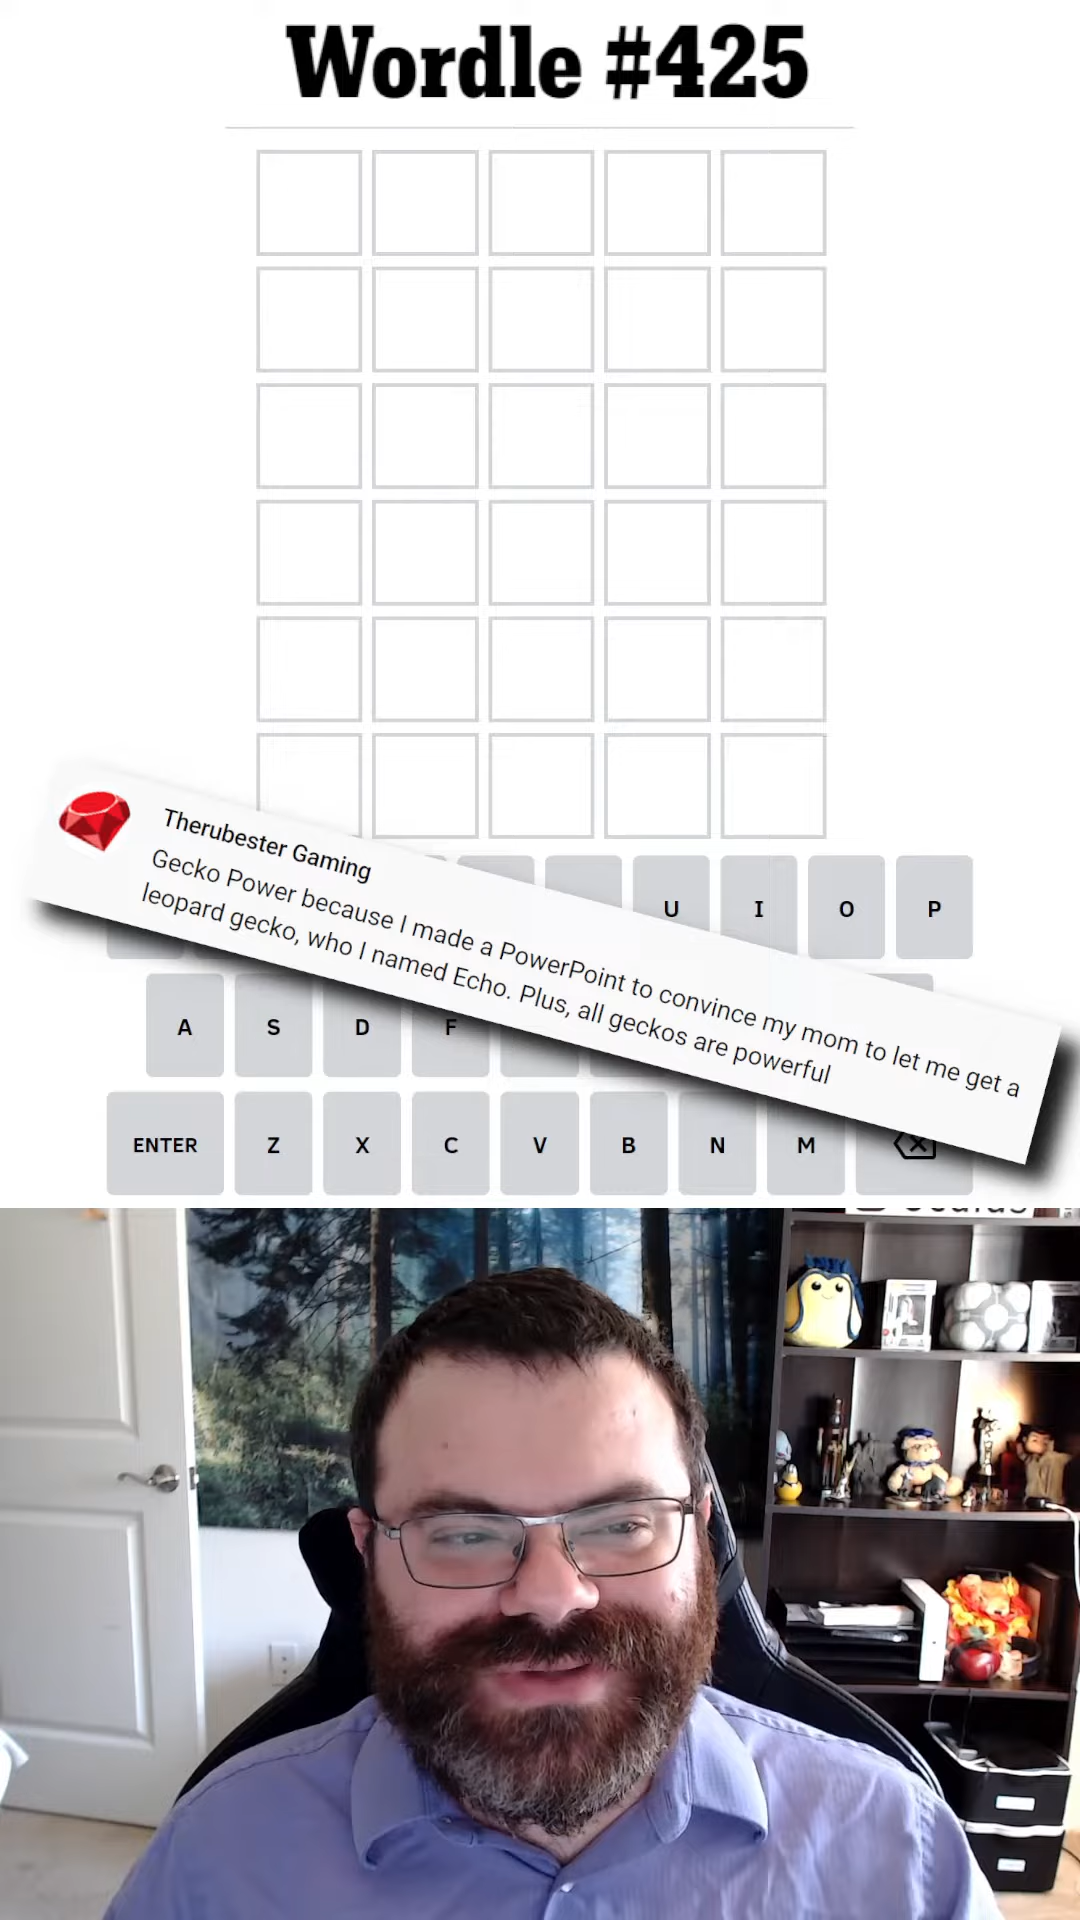 Wordle #425
Therubester Gaming
Gecko Power because I made a PowerPoint to convince my mom to let me get a
leopard gecko, who I named Echo. Plus, all geckos are powerful
U I O P
A S D F
ENTER Z X C V B N M